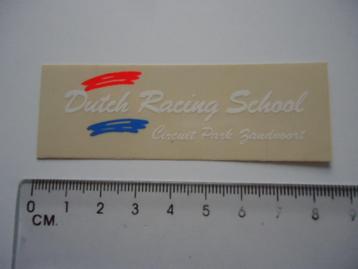 Dutch Racing School
Circuit Park Zandvoort
0 1 2 3 4 5 6 7 8 9
CM.